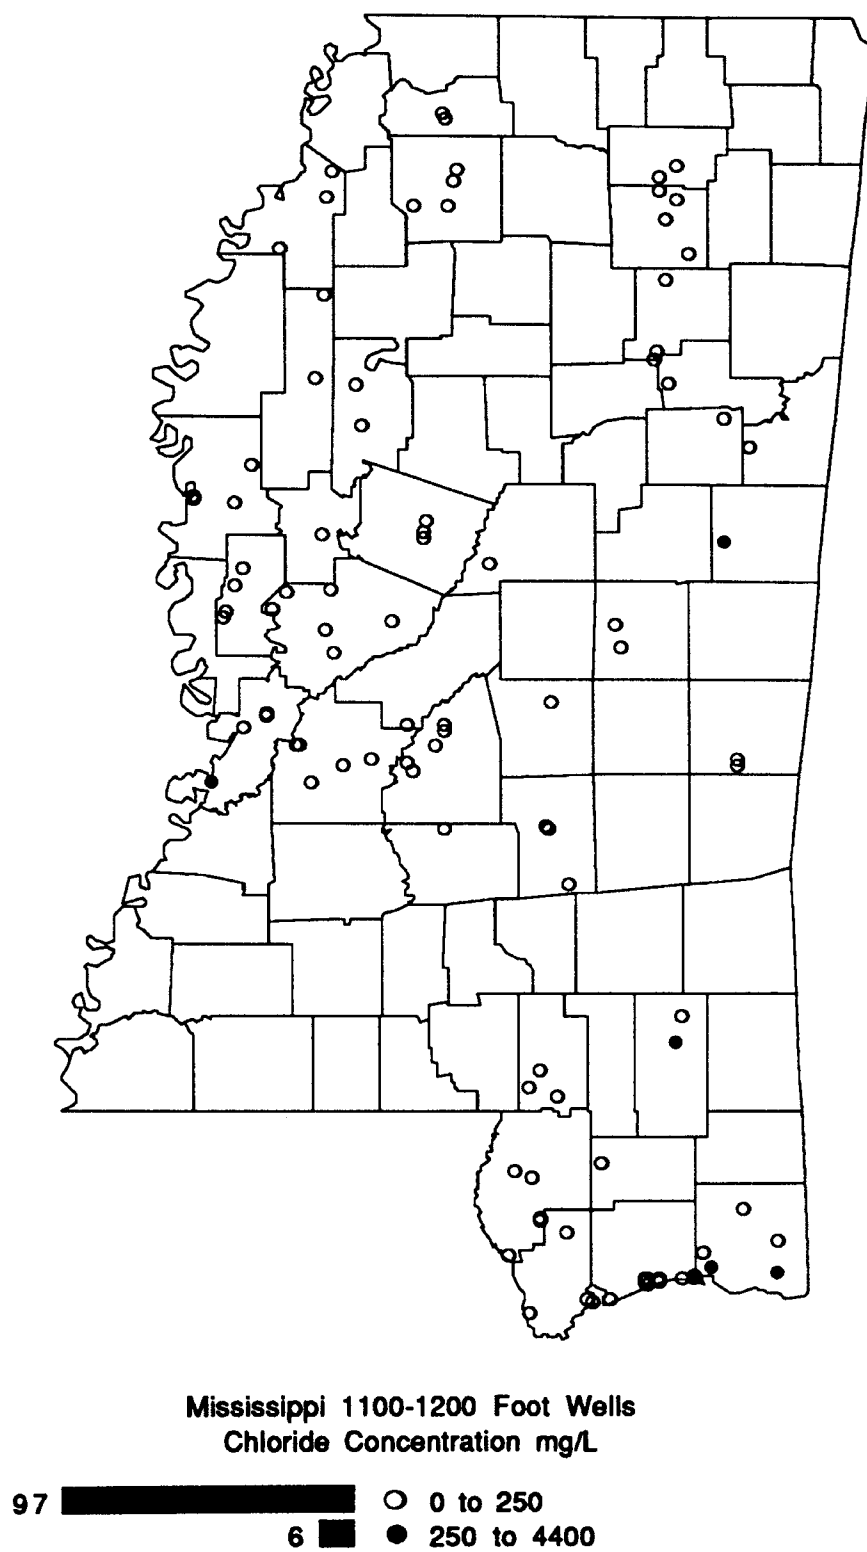 Mississippi 1100-1200 Foot Wells
Chloride Concentration mg/L
97 0 to 250
6 250 to 4400